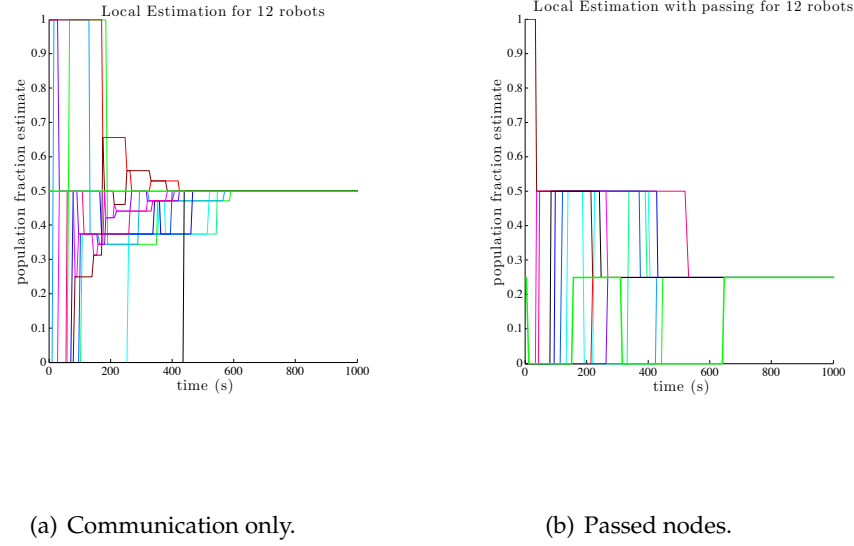 Local Estimation for 12 robots
1
0.9
0.8
0.7
0.6
0.5
0.4
0.3
0.2
0.1
0
population fraction estimate
0 200 400 600 800 1000
time (s)
(a) Communication only.
Local Estimation with passing for 12 robots
1
0.9
0.8
0.7
0.6
0.5
0.4
0.3
0.2
0.1
0
population fraction estimate
0 200 400 600 800 1000
time (s)
(b) Passed nodes.